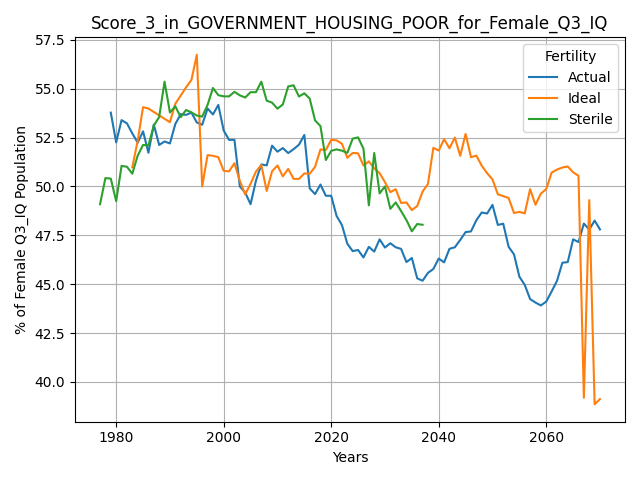 Score_3_in_GOVERNMENT_HOUSING_POOR_for_Female_Q3_IQ
% of Female Q3_IQ Population
57.5
55.0
52.5
50.0
47.5
45.0
42.5
40.0
Fertility
Actual
Ideal
Sterile
1980
2000
2020
2040
2060
Years